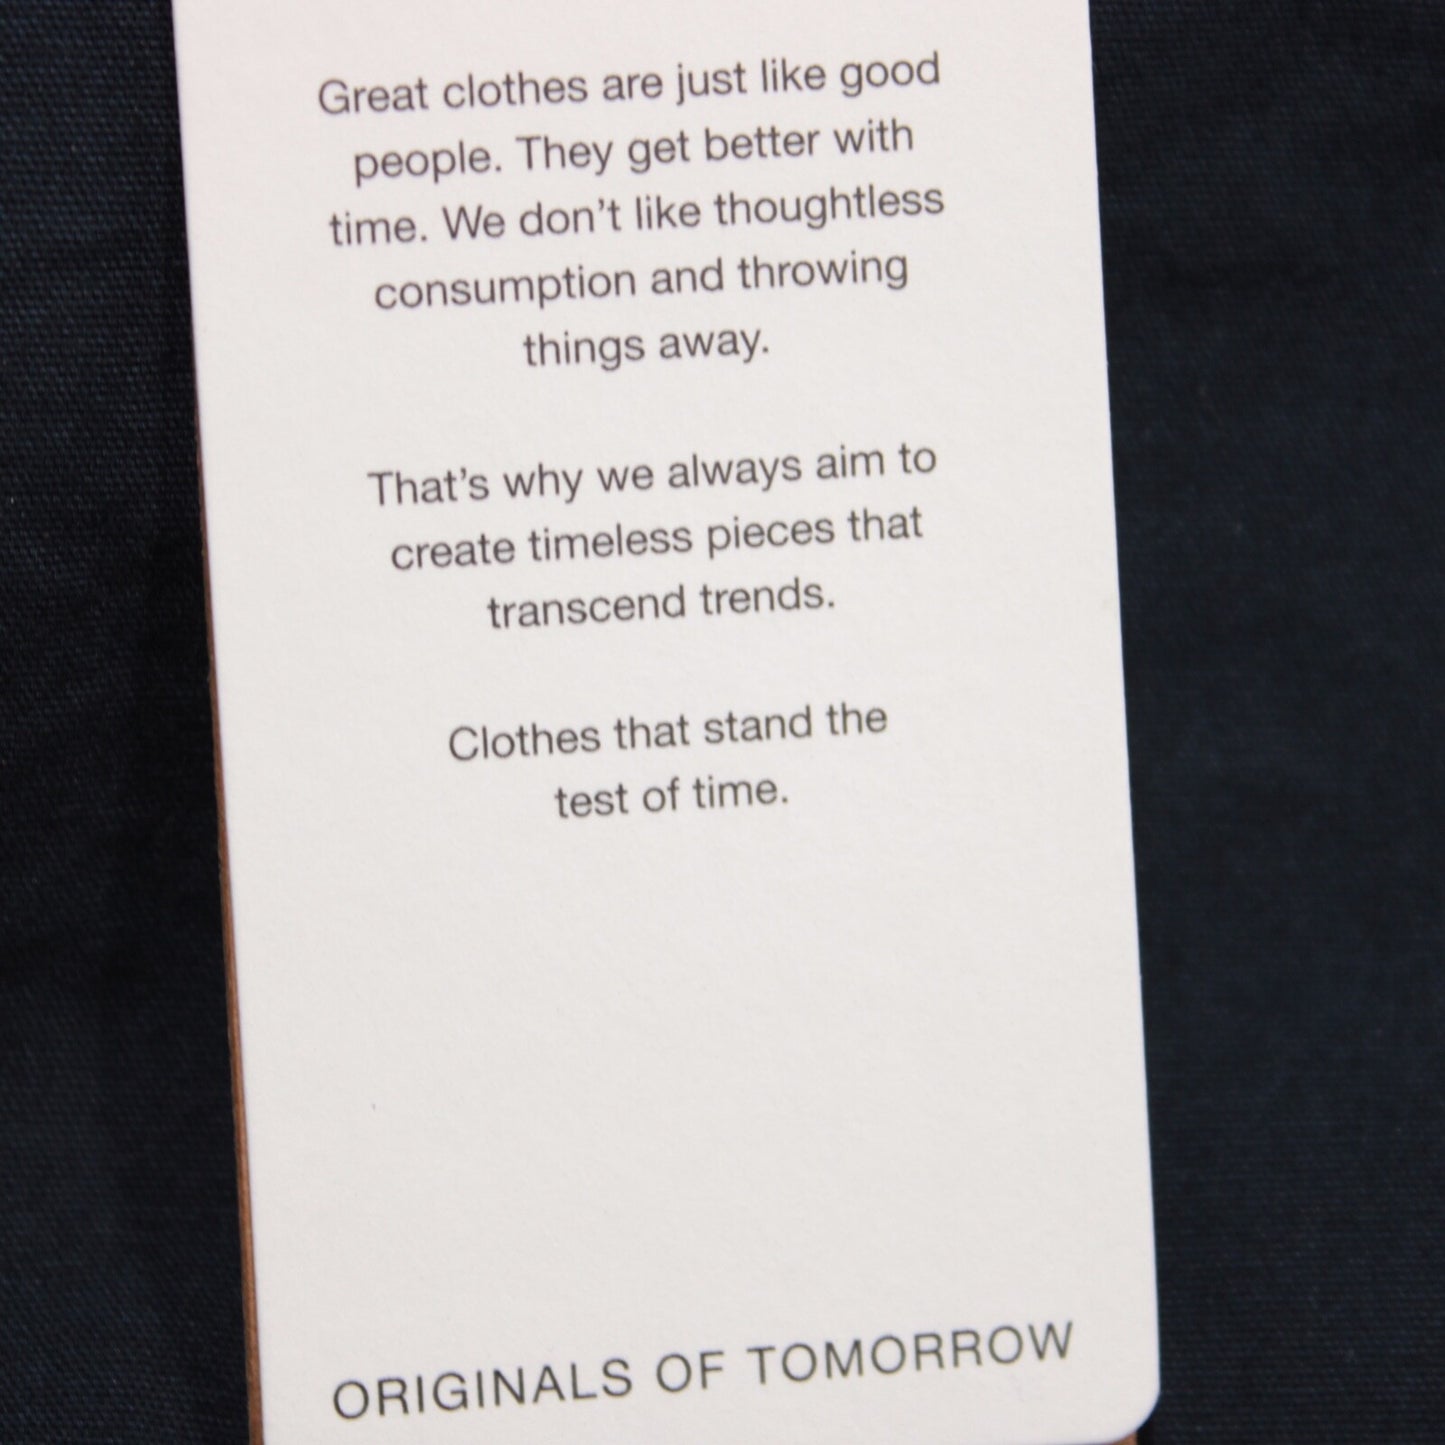 Great clothes are just like good
people. They get better with
time. We don’t like thoughtless
consumption and throwing
things away.
That’s why we always aim to
create timeless pieces that
transcend trends.
Clothes that stand the
test of time.
ORIGINALS OF TOMORROW